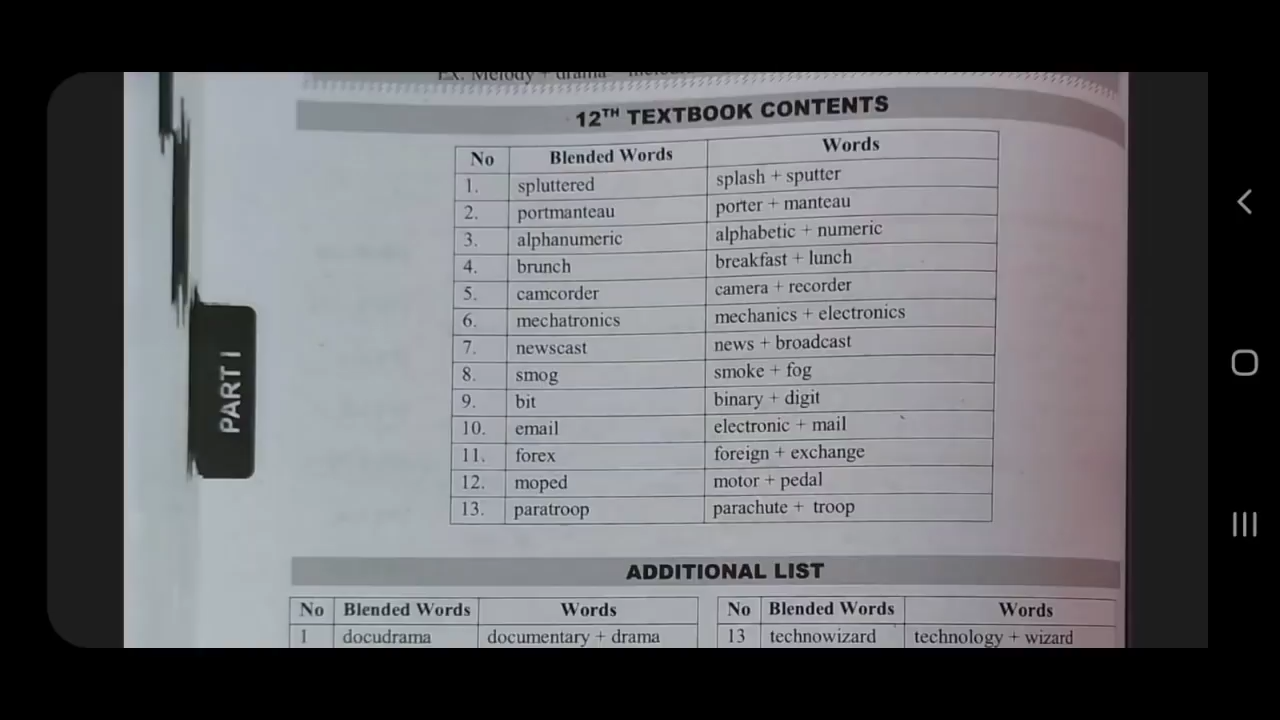 Ex. Melody + drama
12TH TEXTBOOK CONTENTS
No Blended Words Words
1. spluttered splash + sputter
2. portmanteau porter + manteau
3. alphanumeric alphabetic + numeric
4. brunch breakfast + lunch
5. camcorder camera + recorder
6. mechatronics mechanics + electronics
7. newscast news + broadcast
8. smog smoke + fog
9. bit binary + digit
10. email electronic + mail
11. forex foreign + exchange
12. moped motor + pedal
13. paratroop parachute + troop
PART I
ADDITIONAL LIST
No Blended Words Words No Blended Words Words
1 docudrama documentary + drama 13 technowizard technology + wizard